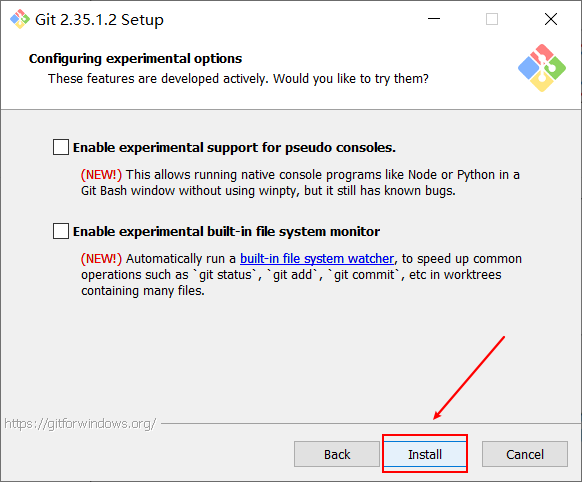 Git 2.35.1.2 Setup
Configuring experimental options
These features are developed actively. Would you like to try them?
Enable experimental support for pseudo consoles.
(NEW!) This allows running native console programs like Node or Python in a
Git Bash window without using winpty, but it still has known bugs.
Enable experimental built-in file system monitor
(NEW!) Automatically run a built-in file system watcher, to speed up common
operations such as `git status`, `git add`, `git commit`, etc in worktrees
containing many files.
https://gitforwindows.org/
Back Install Cancel